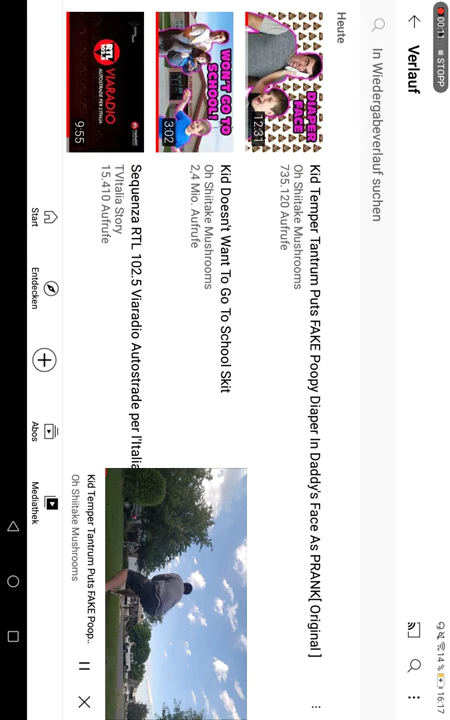 00:11 STOPP
14 % 16:17
Verlauf
In Wiedergabeverlauf suchen
Heute
DIAPER
FACE
12:31
Kid Temper Tantrum Puts FAKE Poopy Diaper In Daddy's Face As PRANK[ Original ]
Oh Shiitake Mushrooms
735.120 Aufrufe
WON'T GO TO
SCHOOL!
3:02
Kid Doesn't Want To Go To School Skit
Oh Shiitake Mushrooms
2,4 Mio. Aufrufe
VIARADIO
AUTOSTRADE PER L'ITALIA
9:55
Sequenza RTL 102.5 Viaradio Autostrade per l'Italia
TVItalia Story
15.410 Aufrufe
Kid Temper Tantrum Puts FAKE Poop..
Oh Shiitake Mushrooms
Start
Entdecken
Abos
Mediathek